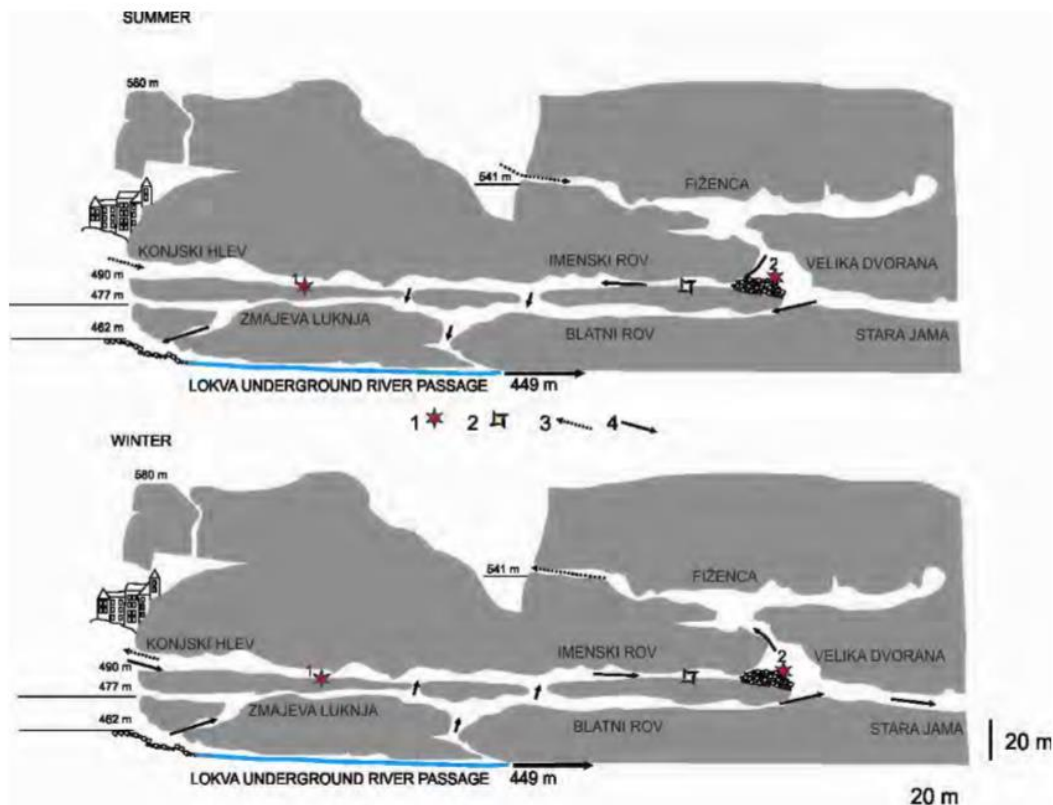 SUMMER
560 m
541 m
FIŽENCA
KONJSKI HLEV
IMENSKI ROV
VELIKA DVORANA
490 m
1
2
477 m
ZMAJEVA LUKNJA
BLATNI ROV
STARA JAMA
462 m
LOKVA UNDERGROUND RIVER PASSAGE 449 m
1 2 3 4
WINTER
580 m
541 m
FIŽENCA
KONJSKI HLEV
IMENSKI ROV
VELIKA DVORANA
490 m
1
2
477 m
ZMAJEVA LUKNJA
BLATNI ROV
STARA JAMA
462 m
20 m
LOKVA UNDERGROUND RIVER PASSAGE 449 m
20 m